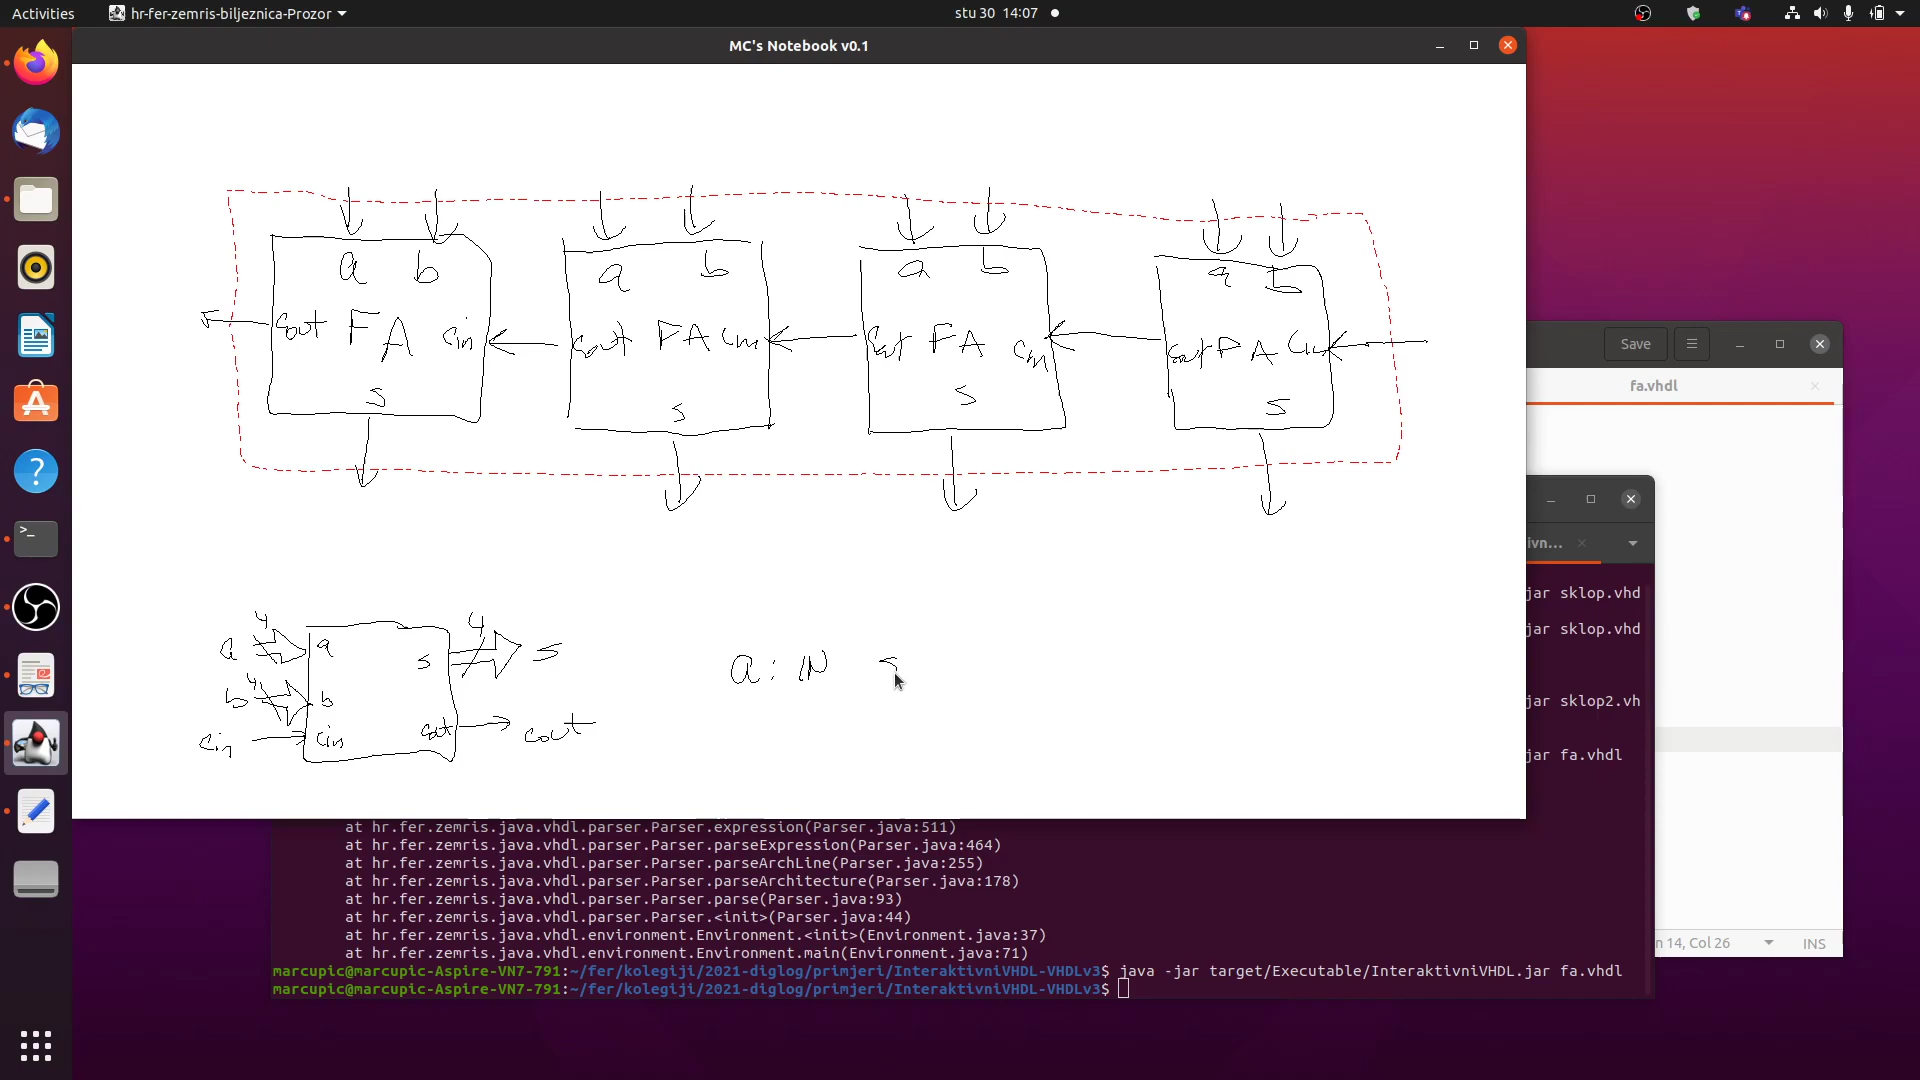 Activities hr-fer-zemris-biljeznica-Prozor stu 30 14:07
MC's Notebook v0.1
a b a b a b a b
cout FA cin cout FA cin cout FA cin cout FA cin
s s s s
Save
fa.vhdl
ivn...
jar sklop.vhd
jar sklop.vhd
jar sklop2.vh
jar fa.vhdl
4 4
a a s s
4
b b
cin cin cout cout
a: IN s
at hr.fer.zemris.java.vhdl.parser.Parser.expression(Parser.java:511)
at hr.fer.zemris.java.vhdl.parser.Parser.parseExpression(Parser.java:464)
at hr.fer.zemris.java.vhdl.parser.Parser.parseArchLine(Parser.java:255)
at hr.fer.zemris.java.vhdl.parser.Parser.parseArchitecture(Parser.java:178)
at hr.fer.zemris.java.vhdl.parser.Parser.parse(Parser.java:93)
at hr.fer.zemris.java.vhdl.parser.Parser.<init>(Parser.java:44)
at hr.fer.zemris.java.vhdl.environment.Environment.<init>(Environment.java:37)
at hr.fer.zemris.java.vhdl.environment.Environment.main(Environment.java:71)
marcupic@marcupic-Aspire-VN7-791:~/fer/kolegiji/2021-diglog/primjeri/InteraktivniVHDL-VHDLv3$ java -jar target/Executable/InteraktivniVHDL.jar fa.vhdl
marcupic@marcupic-Aspire-VN7-791:~/fer/kolegiji/2021-diglog/primjeri/InteraktivniVHDL-VHDLv3$
n 14, Col 26 INS